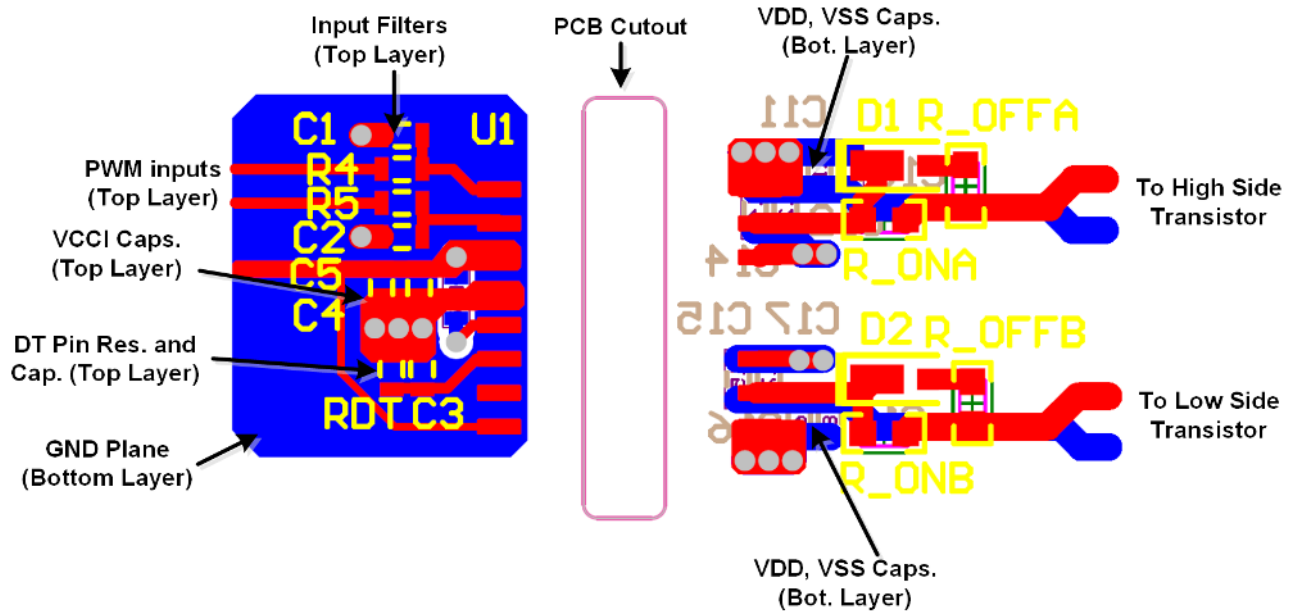 Input Filters
(Top Layer)
PCB Cutout
VDD, VSS Caps.
(Bot. Layer)
C1
U1
C11
D1 R_OFFA
PWM inputs
(Top Layer)
R4
R5
To High Side
Transistor
VCCI Caps.
(Top Layer)
C2
C5
C4
C14
R_ONA
C15
C17
D2 R_OFFB
DT Pin Res. and
Cap. (Top Layer)
To Low Side
Transistor
RDT C3
GND Plane
(Bottom Layer)
R_ONB
VDD, VSS Caps.
(Bot. Layer)